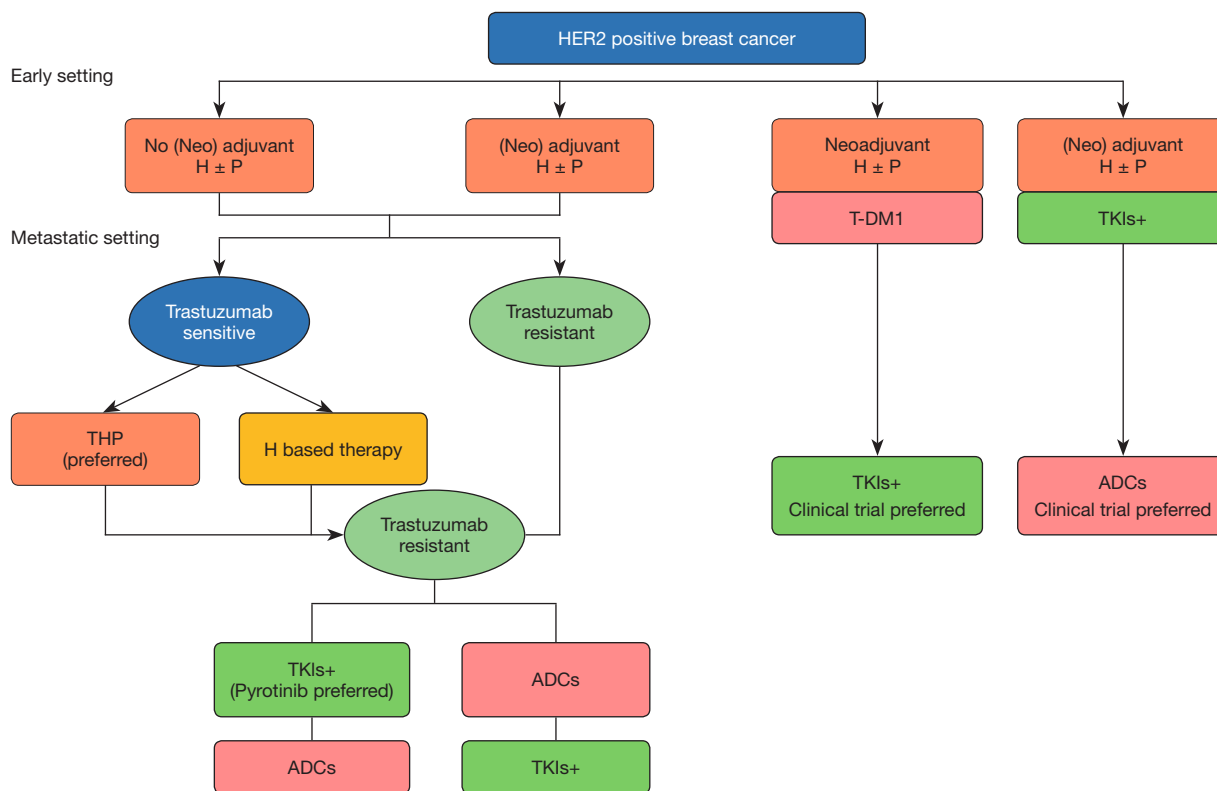 HER2 positive breast cancer
Early setting
No (Neo) adjuvant
H ± P
(Neo) adjuvant
H ± P
Neoadjuvant
H ± P
T-DM1
(Neo) adjuvant
H ± P
TKIs+
Metastatic setting
Trastuzumab
sensitive
Trastuzumab
resistant
THP
(preferred)
H based therapy
TKIs+
Clinical trial preferred
ADCs
Clinical trial preferred
Trastuzumab
resistant
TKIs+
(Pyrotinib preferred)
ADCs
ADCs
TKIs+